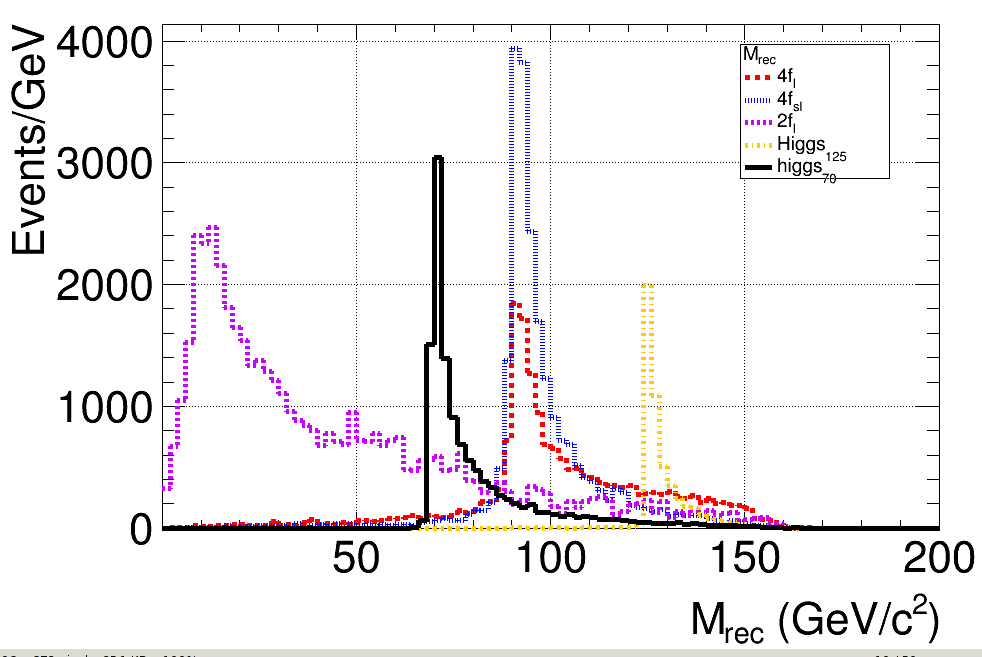 Events/GeV
4000
3000
2000
1000
0
50
100
150
200
M_rec (GeV/c²)
M_rec
4f_l
4f_sl
2f_l
Higgs_125
higgs_70